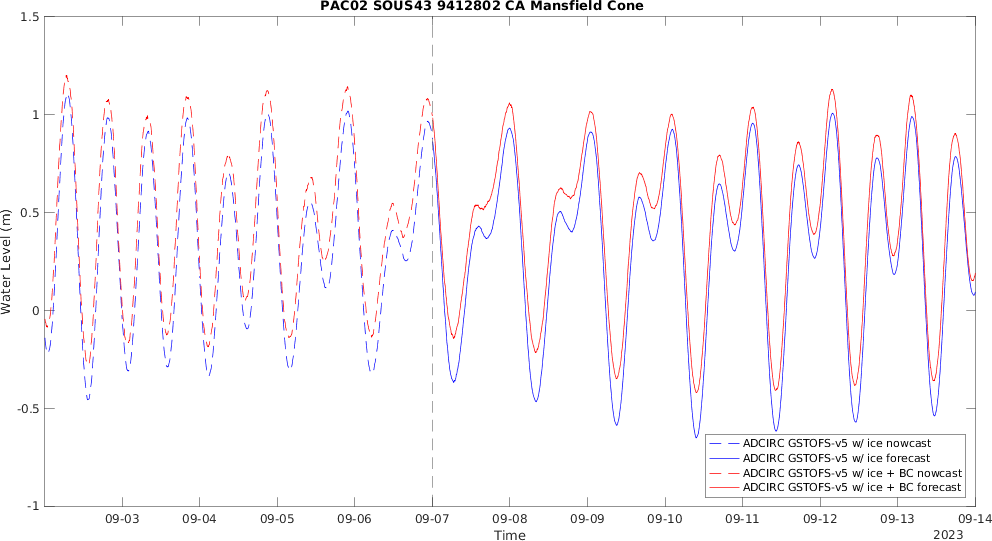 PAC02 SOUS43 9412802 CA Mansfield Cone
Water Level (m)
1.5
1
0.5
0
-0.5
-1
ADCIRC GSTOFS-v5 w/ ice nowcast
ADCIRC GSTOFS-v5 w/ ice forecast
ADCIRC GSTOFS-v5 w/ ice + BC nowcast
ADCIRC GSTOFS-v5 w/ ice + BC forecast
09-03 09-04 09-05 09-06 09-07 09-08 09-09 09-10 09-11 09-12 09-13 09-14
Time
2023